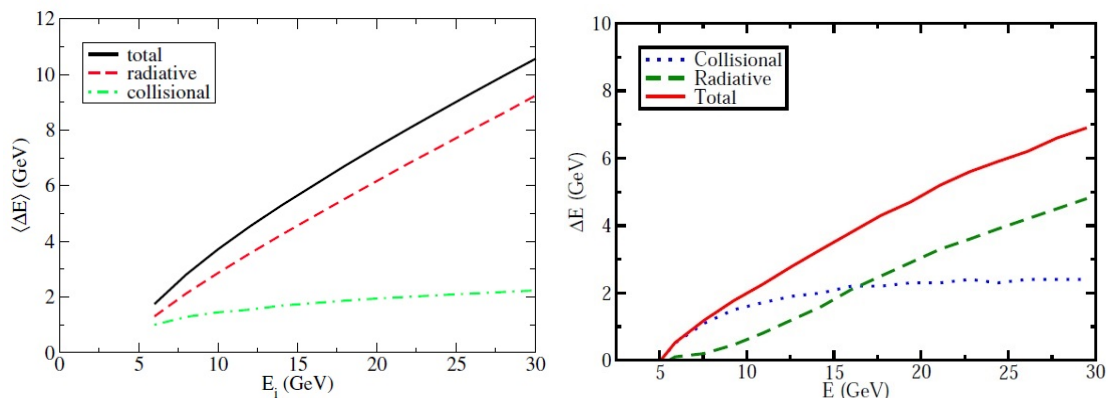 12
10
8
6
4
2
0
⟨ΔE⟩ (GeV)
total
radiative
collisional
0 5 10 15 20 25 30
E_i (GeV)
10
8
6
4
2
0
ΔE (GeV)
Collisional
Radiative
Total
5 10 15 20 25 30
E (GeV)